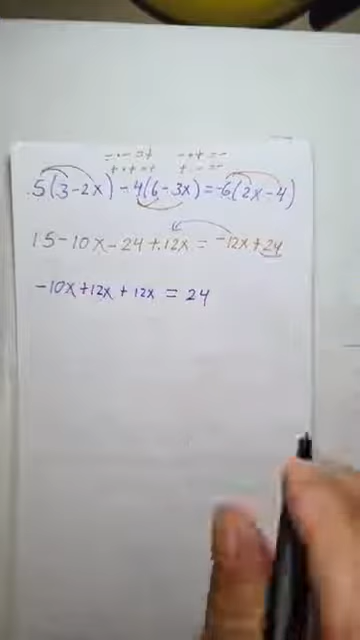 -·-=+ -·+=-
+·+=+ +·-=-
5(3-2x)-4(6-3x)=-6(2x-4)
15-10x-24+12x=-12x+24
-10x+12x+12x=24